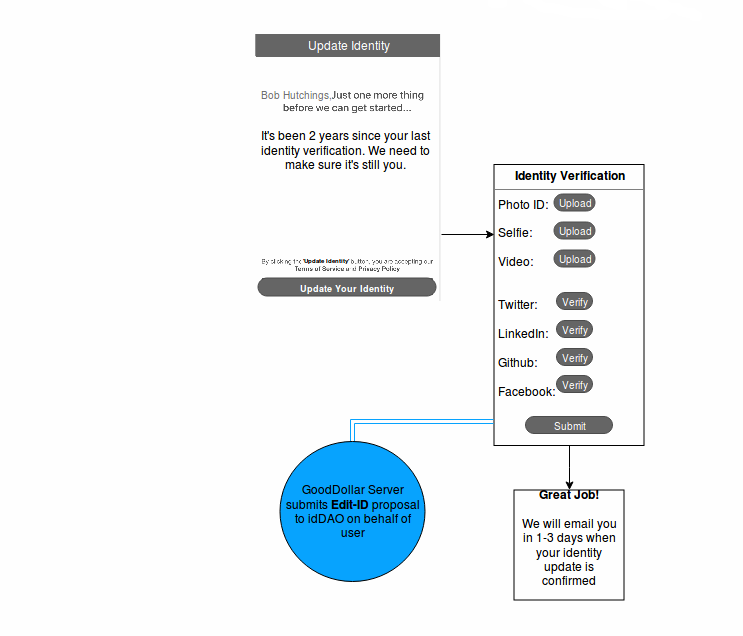 Update Identity
Bob Hutchings,Just one more thing
before we can get started...
It's been 2 years since your last
identity verification. We need to
make sure it's still you.
By clicking the 'Update Identity' button, you are accepting our
Terms of Service and Privacy Policy
Update Your Identity
Identity Verification
Photo ID: Upload
Selfie: Upload
Video: Upload
Twitter: Verify
LinkedIn: Verify
Github: Verify
Facebook: Verify
Submit
GoodDollar Server
submits Edit-ID proposal
to idDAO on behalf of
user
Great Job!
We will email you
in 1-3 days when
your identity
update is
confirmed